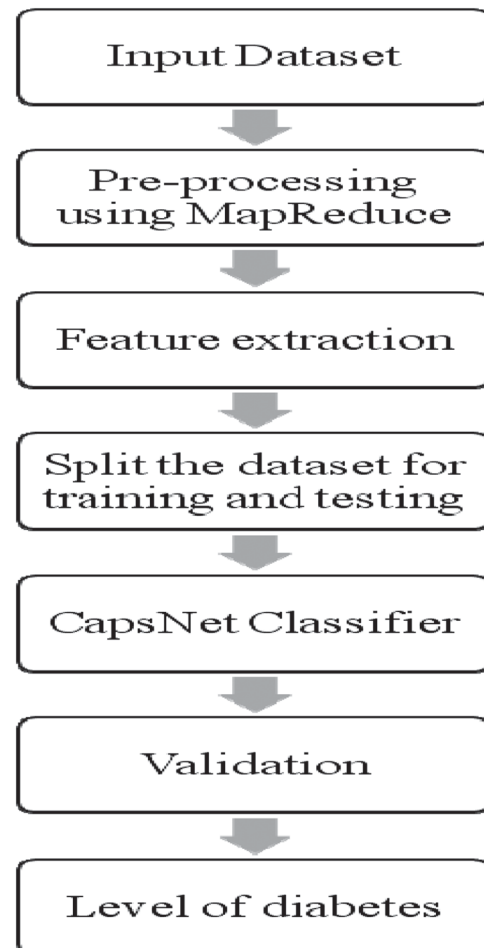 Input Dataset
Pre-processing
using MapReduce
Feature extraction
Split the dataset for
training and testing
CapsNet Classifier
Validation
Level of diabetes